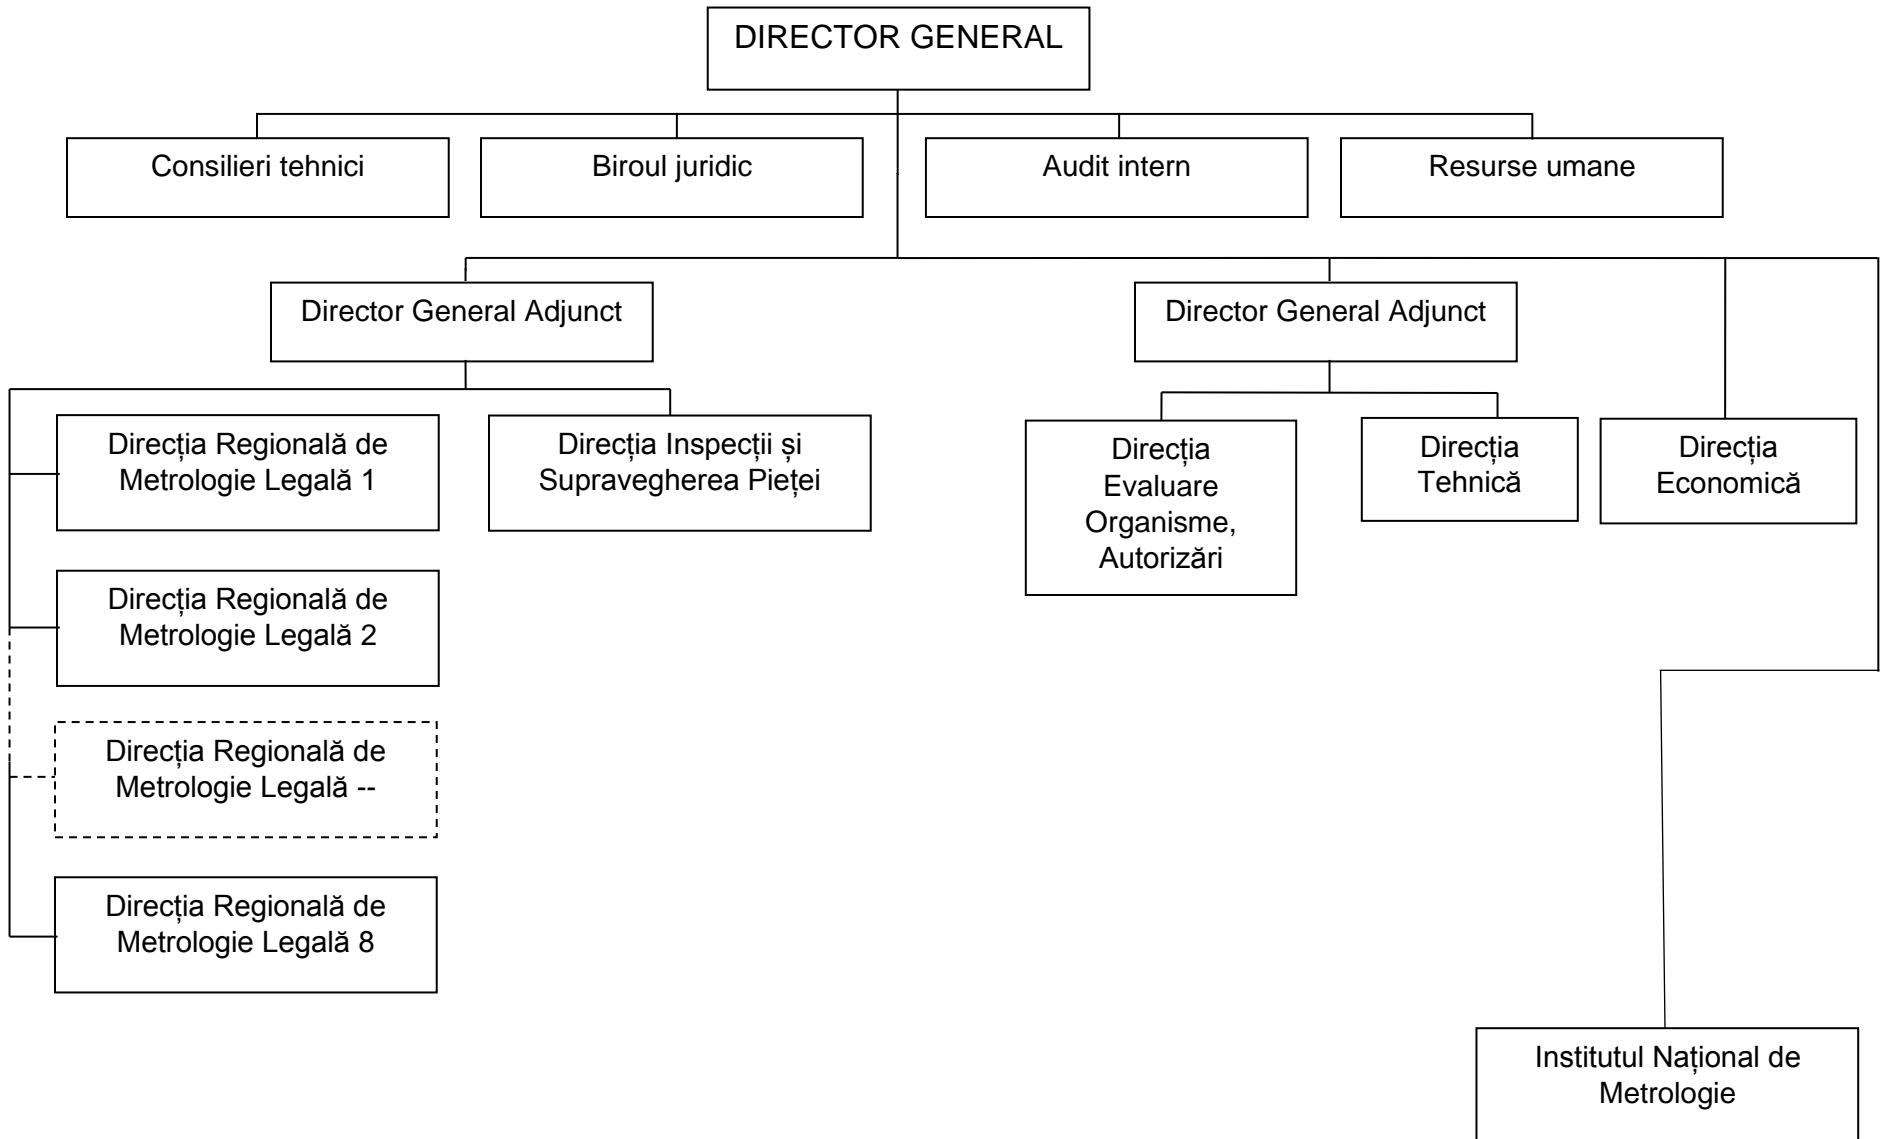 DIRECTOR GENERAL
Consilieri tehnici
Biroul juridic
Audit intern
Resurse umane
Director General Adjunct
Director General Adjunct
Direcția Regională de
Metrologie Legală 1
Direcția Inspecții și
Supravegherea Pieței
Direcția
Evaluare
Organisme,
Autorizări
Direcția
Tehnică
Direcția
Economică
Direcția Regională de
Metrologie Legală 2
Direcția Regională de
Metrologie Legală --
Direcția Regională de
Metrologie Legală 8
Institutul Național de
Metrologie